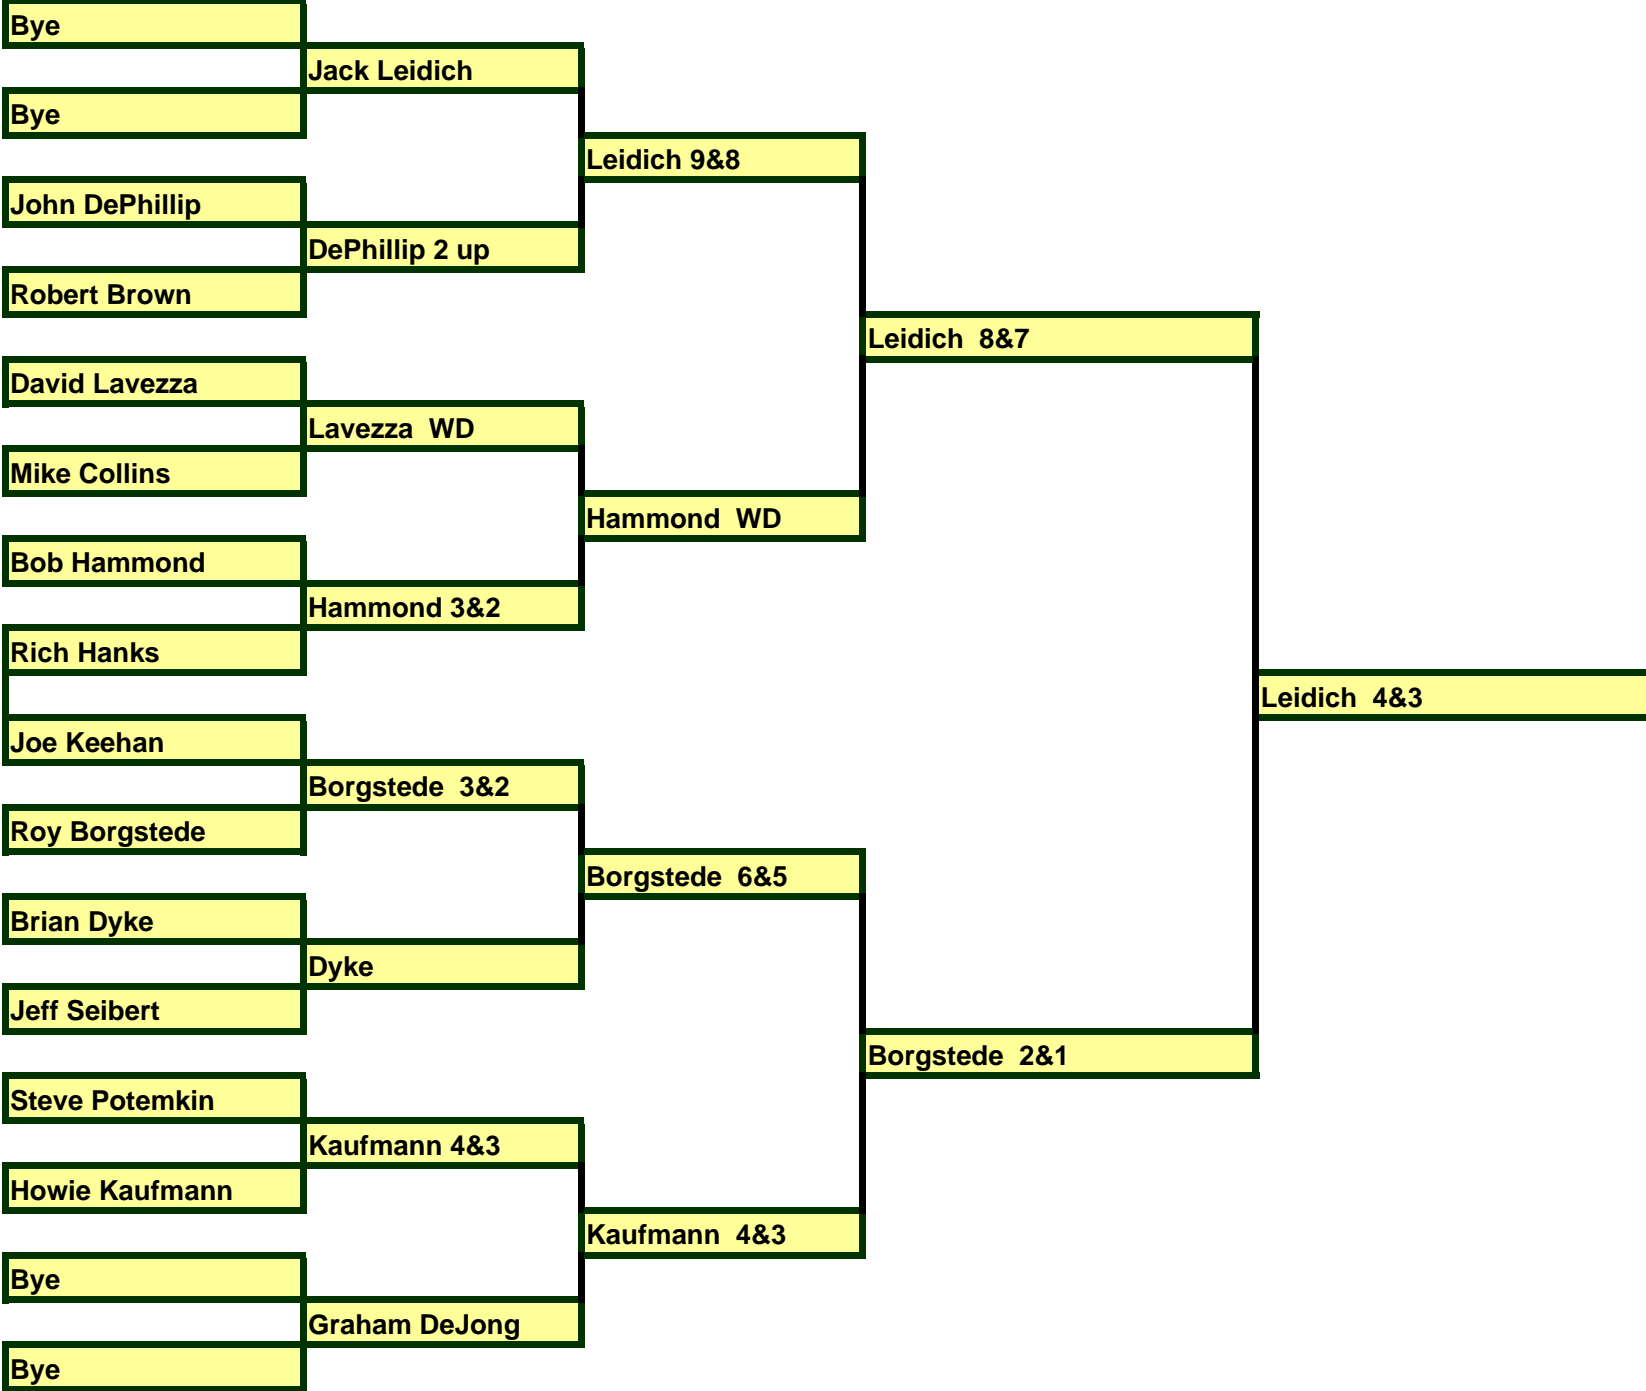 Bye
Jack Leidich
Bye
Leidich 9&8
John DePhillip
DePhillip 2 up
Robert Brown
Leidich  8&7
David Lavezza
Lavezza  WD
Mike Collins
Hammond  WD
Bob Hammond
Hammond 3&2
Rich Hanks
Leidich  4&3
Joe Keehan
Borgstede  3&2
Roy Borgstede
Borgstede  6&5
Brian Dyke
Dyke
Jeff Seibert
Borgstede  2&1
Steve Potemkin
Kaufmann 4&3
Howie Kaufmann
Kaufmann  4&3
Bye
Graham DeJong
Bye